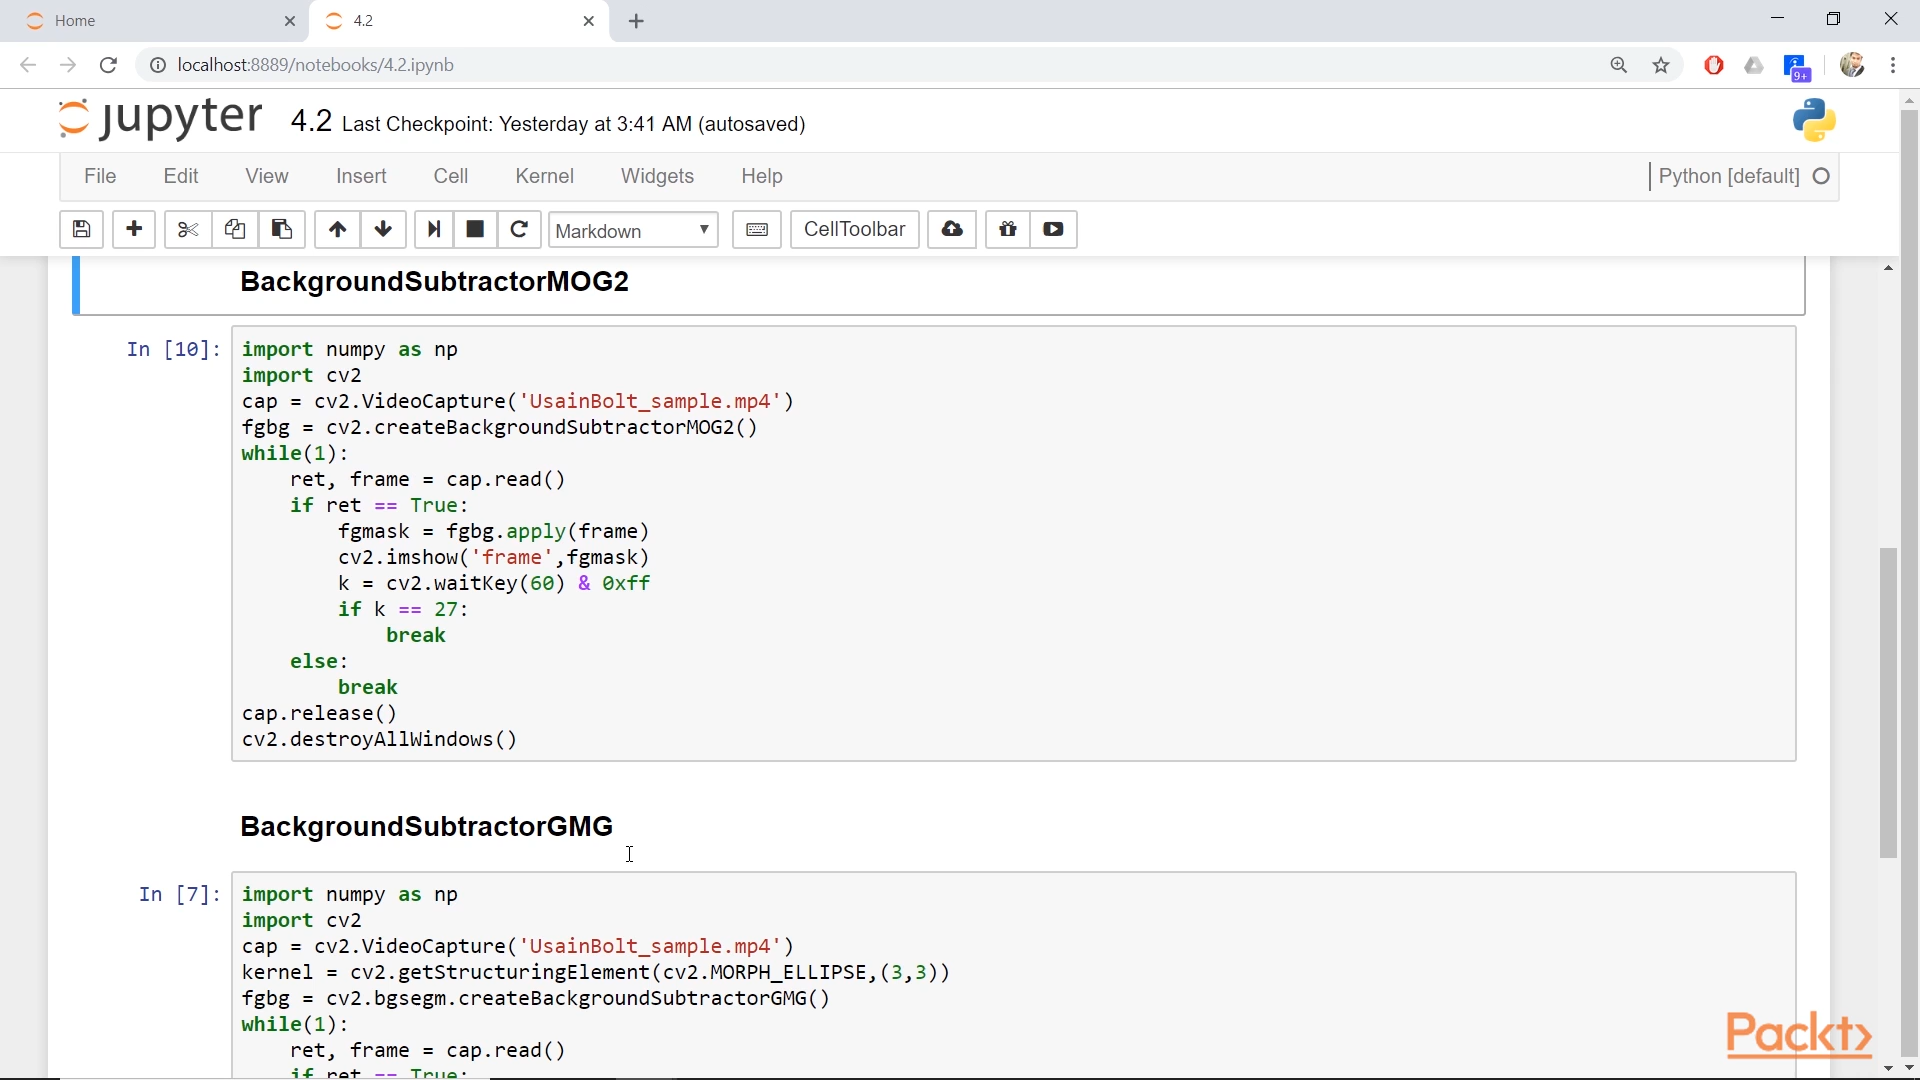 Home
4.2
localhost:8889/notebooks/4.2.ipynb
9+
jupyter 4.2 Last Checkpoint: Yesterday at 3:41 AM (autosaved)
File Edit View Insert Cell Kernel Widgets Help Python [default]
Markdown CellToolbar
BackgroundSubtractorMOG2
In [10]: import numpy as np
import cv2
cap = cv2.VideoCapture('UsainBolt_sample.mp4')
fgbg = cv2.createBackgroundSubtractorMOG2()
while(1):
    ret, frame = cap.read()
    if ret == True:
        fgmask = fgbg.apply(frame)
        cv2.imshow('frame',fgmask)
        k = cv2.waitKey(60) & 0xff
        if k == 27:
            break
    else:
        break
cap.release()
cv2.destroyAllWindows()
BackgroundSubtractorGMG
In [7]: import numpy as np
import cv2
cap = cv2.VideoCapture('UsainBolt_sample.mp4')
kernel = cv2.getStructuringElement(cv2.MORPH_ELLIPSE,(3,3))
fgbg = cv2.bgsegm.createBackgroundSubtractorGMG()
while(1):
    ret, frame = cap.read()
    if ret == True:
Packt>